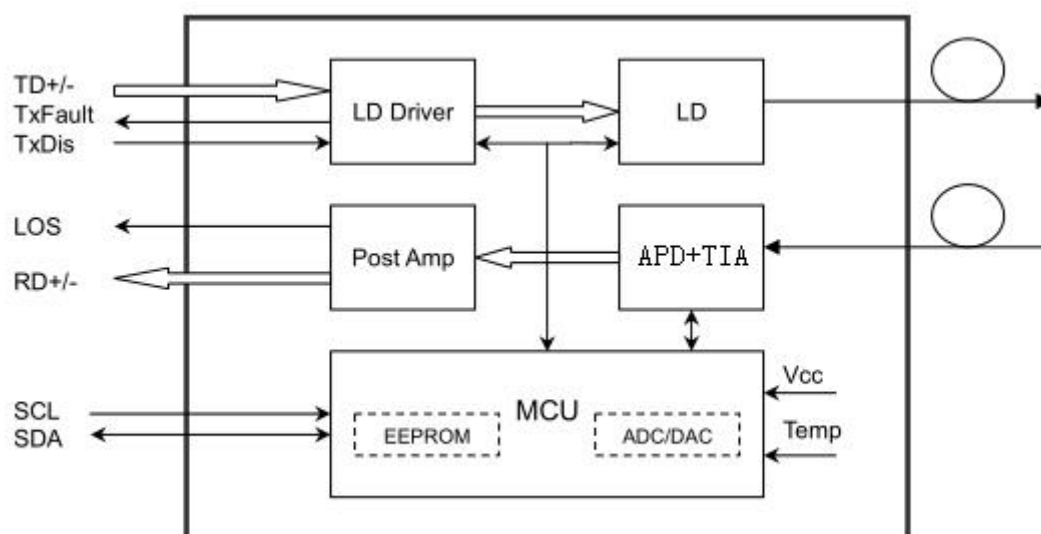 TD+/-
TxFault
TxDis
LD Driver
LD
LOS
RD+/-
Post Amp
APD+TIA
SCL
SDA
MCU
EEPROM
ADC/DAC
Vcc
Temp